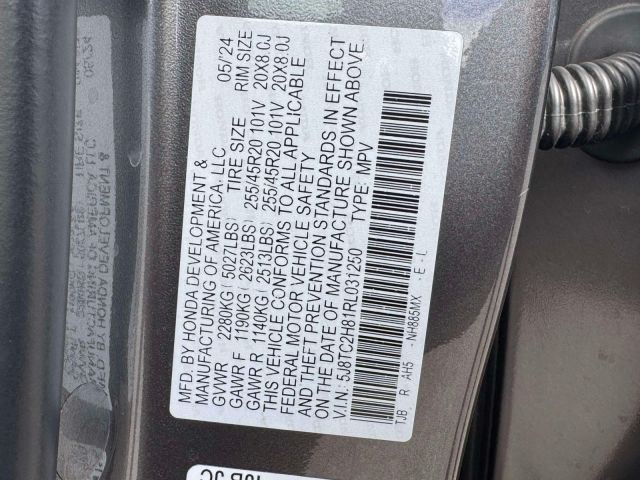 MFD. BY HONDA DEVELOPMENT & 05/'24
MANUFACTURING OF AMERICA, LLC
GVWR 2280KG( 5027LBS) TIRE SIZE RIM SIZE
GAWR F 1190KG( 2623LBS) 255/45R20 101V 20X8.0J
GAWR R 1140KG( 2513LBS) 255/45R20 101V 20X8.0J
THIS VEHICLE CONFORMS TO ALL APPLICABLE
FEDERAL MOTOR VEHICLE SAFETY
AND THEFT PREVENTION STANDARDS IN EFFECT
ON THE DATE OF MANUFACTURE SHOWN ABOVE.
V.I.N.: 5J8TC2H81RL031250 TYPE: MPV
TJB R AH5 NH885MX E - L